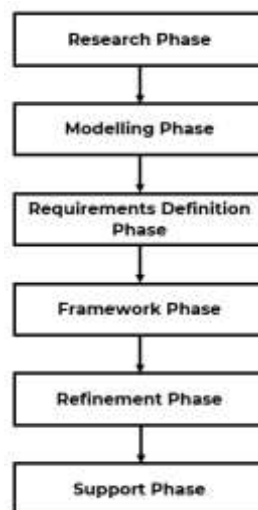 Research Phase
Modelling Phase
Requirements Definition
Phase
Framework Phase
Refinement Phase
Support Phase